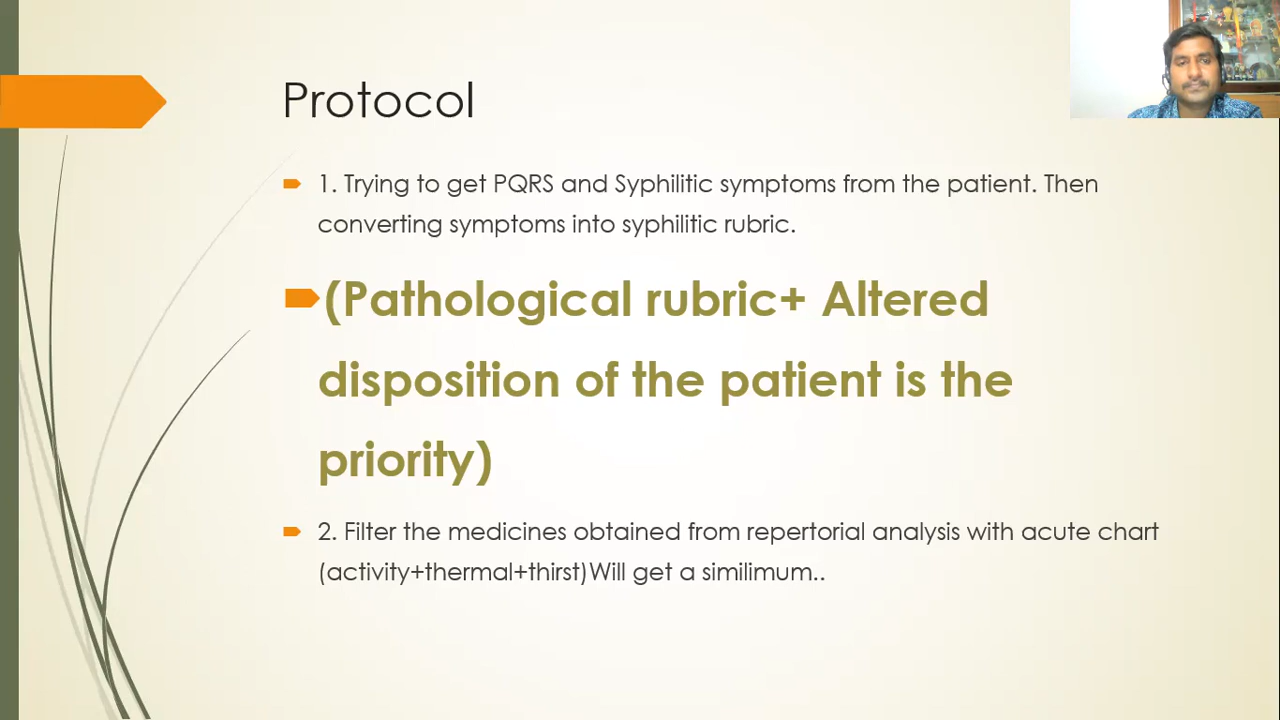 Protocol
1. Trying to get PQRS and Syphilitic symptoms from the patient. Then
converting symptoms into syphilitic rubric.
(Pathological rubric+ Altered
disposition of the patient is the
priority)
2. Filter the medicines obtained from repertorial analysis with acute chart
(activity+thermal+thirst)Will get a similimum..